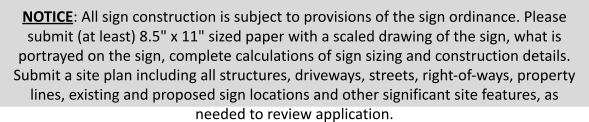 NOTICE: All sign construction is subject to provisions of the sign ordinance. Please
submit (at least) 8.5" x 11" sized paper with a scaled drawing of the sign, what is
portrayed on the sign, complete calculations of sign sizing and construction details.
Submit a site plan including all structures, driveways, streets, right-of-ways, property
lines, existing and proposed sign locations and other significant site features, as
needed to review application.